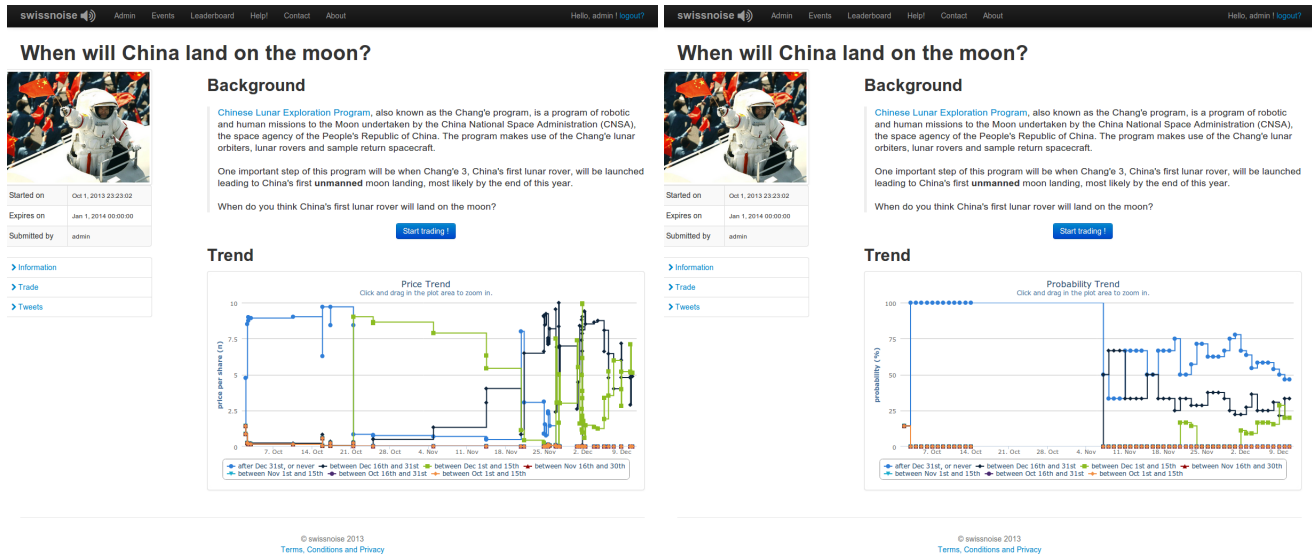 swissnoise Admin Events Leaderboard Help! Contact About Hello, admin ! logout?
When will China land on the moon?
Background
Chinese Lunar Exploration Program, also known as the Chang'e program, is a program of robotic
and human missions to the Moon undertaken by the China National Space Administration (CNSA),
the space agency of the People's Republic of China. The program makes use of the Chang'e lunar
orbiters, lunar rovers and sample return spacecraft.
One important step of this program will be when Chang'e 3, China's first lunar rover, will be launched
leading to China's first unmanned moon landing, most likely by the end of this year.
When do you think China's first lunar rover will land on the moon?
Start trading !
Started on Oct 1, 2013 23:23:02
Expires on Jan 1, 2014 00:00:00
Submitted by admin
Information
Trade
Tweets
Trend
Price Trend
Click and drag in the plot area to zoom in.
price per share (n)
10
7.5
5
2.5
0
7. Oct 14. Oct 21. Oct 28. Oct 4. Nov 11. Nov 18. Nov 25. Nov 2. Dec 9. Dec
after Dec 31st, or never between Dec 16th and 31st between Dec 1st and 15th between Nov 16th and 30th
between Nov 1st and 15th between Oct 16th and 31st between Oct 1st and 15th
© swissnoise 2013
Terms, Conditions and Privacy
swissnoise Admin Events Leaderboard Help! Contact About Hello, admin ! logout?
When will China land on the moon?
Background
Chinese Lunar Exploration Program, also known as the Chang'e program, is a program of robotic
and human missions to the Moon undertaken by the China National Space Administration (CNSA),
the space agency of the People's Republic of China. The program makes use of the Chang'e lunar
orbiters, lunar rovers and sample return spacecraft.
One important step of this program will be when Chang'e 3, China's first lunar rover, will be launched
leading to China's first unmanned moon landing, most likely by the end of this year.
When do you think China's first lunar rover will land on the moon?
Start trading !
Started on Oct 1, 2013 23:23:02
Expires on Jan 1, 2014 00:00:00
Submitted by admin
Information
Trade
Tweets
Trend
Probability Trend
Click and drag in the plot area to zoom in.
probability (%)
100
75
50
25
0
7. Oct 14. Oct 21. Oct 28. Oct 4. Nov 11. Nov 18. Nov 25. Nov 2. Dec 9. Dec
after Dec 31st, or never between Dec 16th and 31st between Dec 1st and 15th between Nov 16th and 30th
between Nov 1st and 15th between Oct 16th and 31st between Oct 1st and 15th
© swissnoise 2013
Terms, Conditions and Privacy